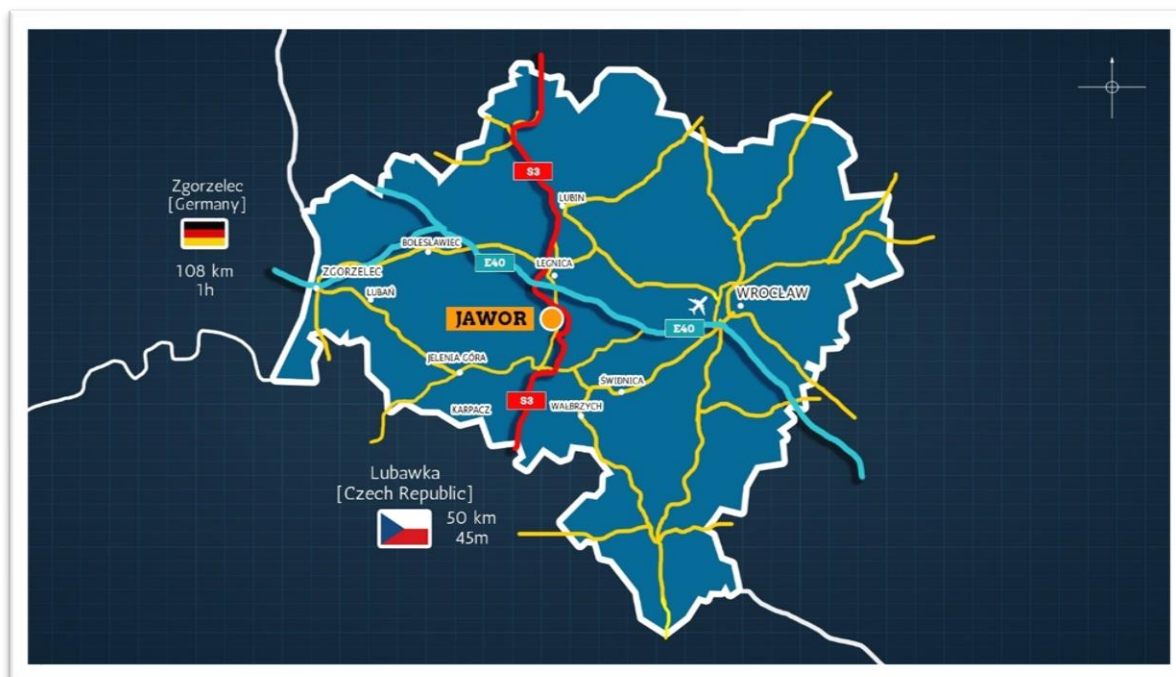 S3
LUBIN
Zgorzelec
[Germany]
108 km
1h
BOLESŁAWIEC
E40
LEGNICA
ZGORZELEC
LUBAŃ
WROCŁAW
JAWOR
E40
JELENIA GÓRA
ŚWIDNICA
S3
KARPACZ
WAŁBRZYCH
Lubawka
[Czech Republic]
50 km
45m